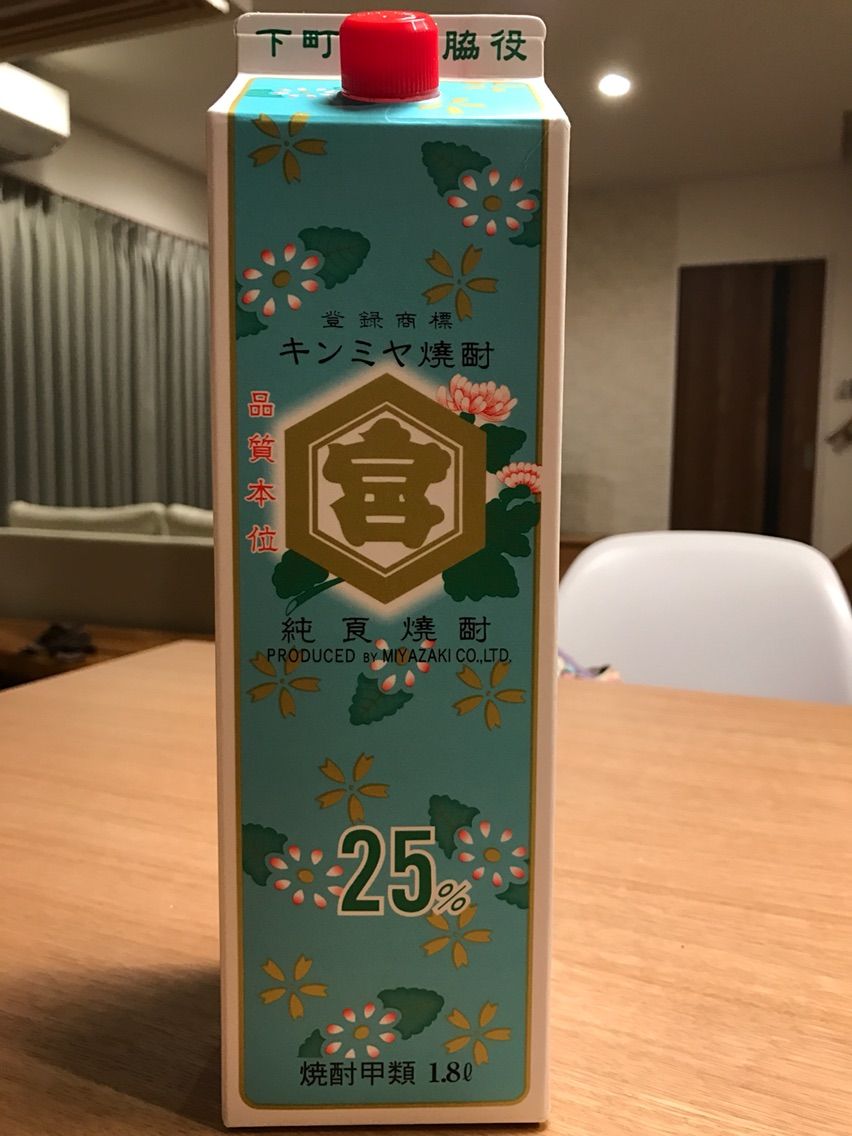 下町 脇役
登録商標
キンミヤ焼酎
品質本位
宮
純良焼酎
PRODUCED BY MIYAZAKI CO.,LTD.
25%
焼酎甲類 1.8ℓ